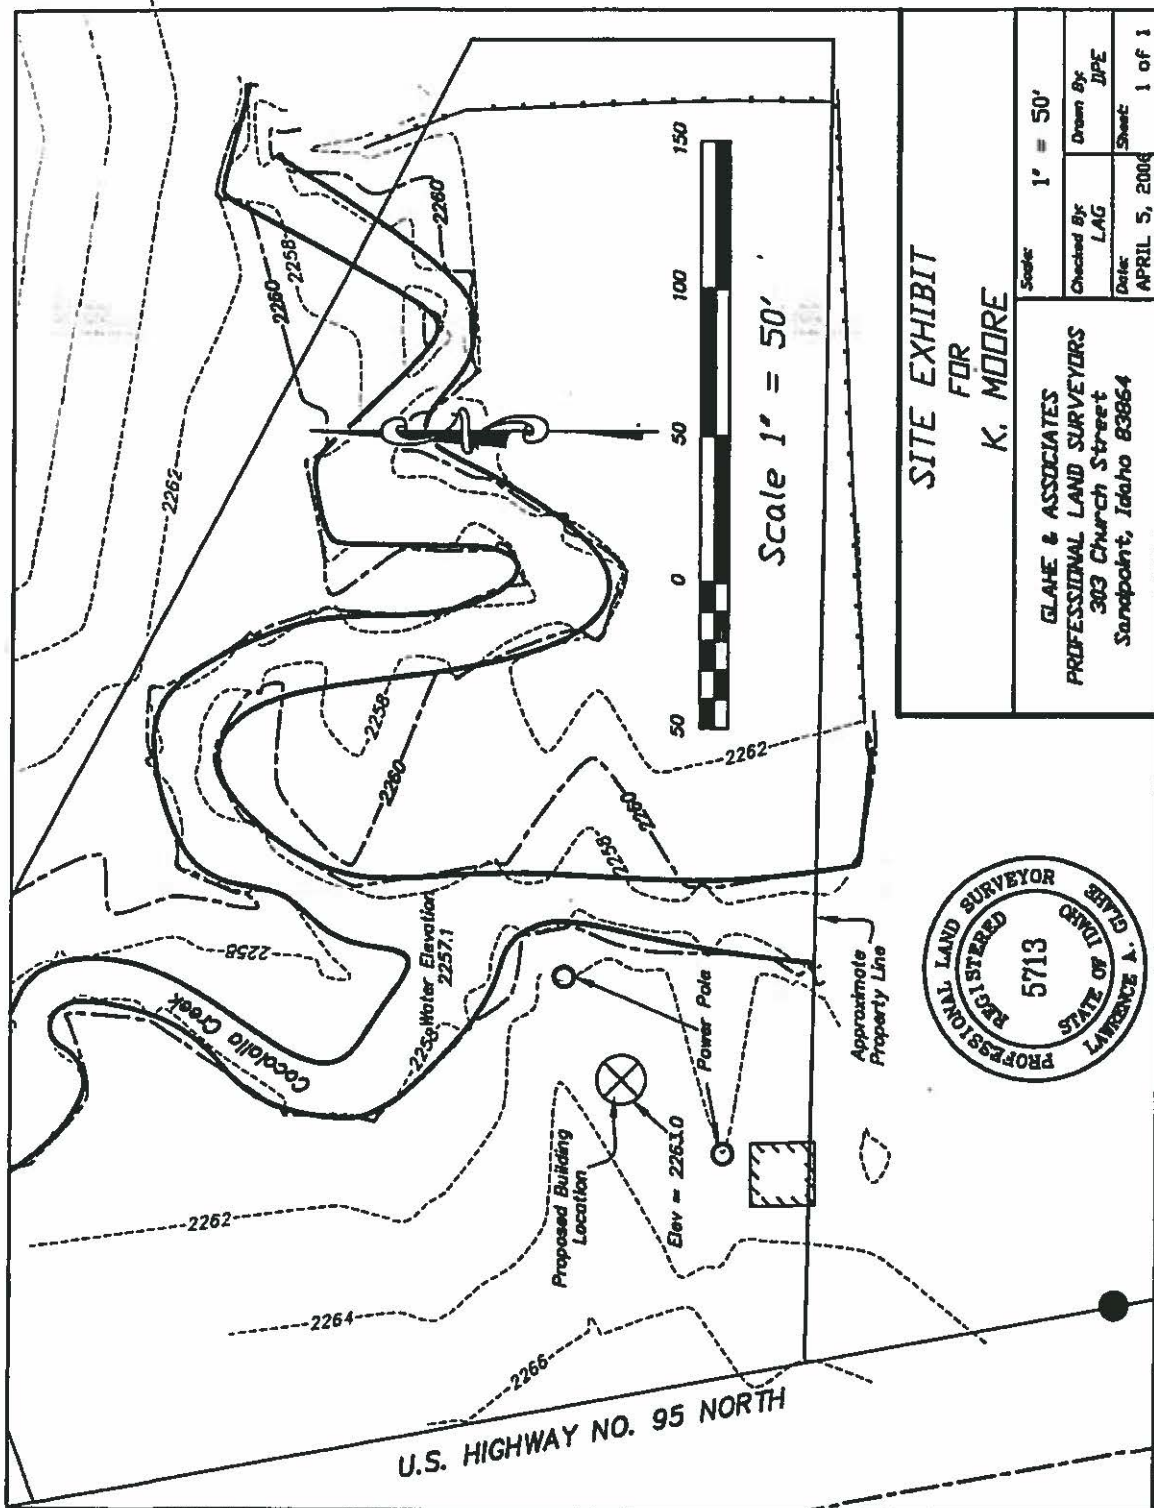 2262
2260
2258
2260
2258
2260
2262
2260
2258
2258
2258
2262
2264
2266
Water Elevation
2257.1
Cocolalla Creek
Power Pole
Proposed Building
Location
Elev = 2263.0
Approximate
Property Line
U.S. HIGHWAY NO. 95 NORTH
50
0
50
100
150
Scale 1" = 50'
SITE EXHIBIT
FOR
K. MOORE
GLAHE & ASSOCIATES
PROFESSIONAL LAND SURVEYORS
303 Church Street
Sandpoint, Idaho 83864
Scale:
1" = 50'
Checked By:
LAG
Drawn By:
DPE
Date:
APRIL 5, 2006
Sheet:
1 of 1
PROFESSIONAL LAND SURVEYOR
REGISTERED
5713
STATE OF IDAHO
LAWRENCE A. GLAHE